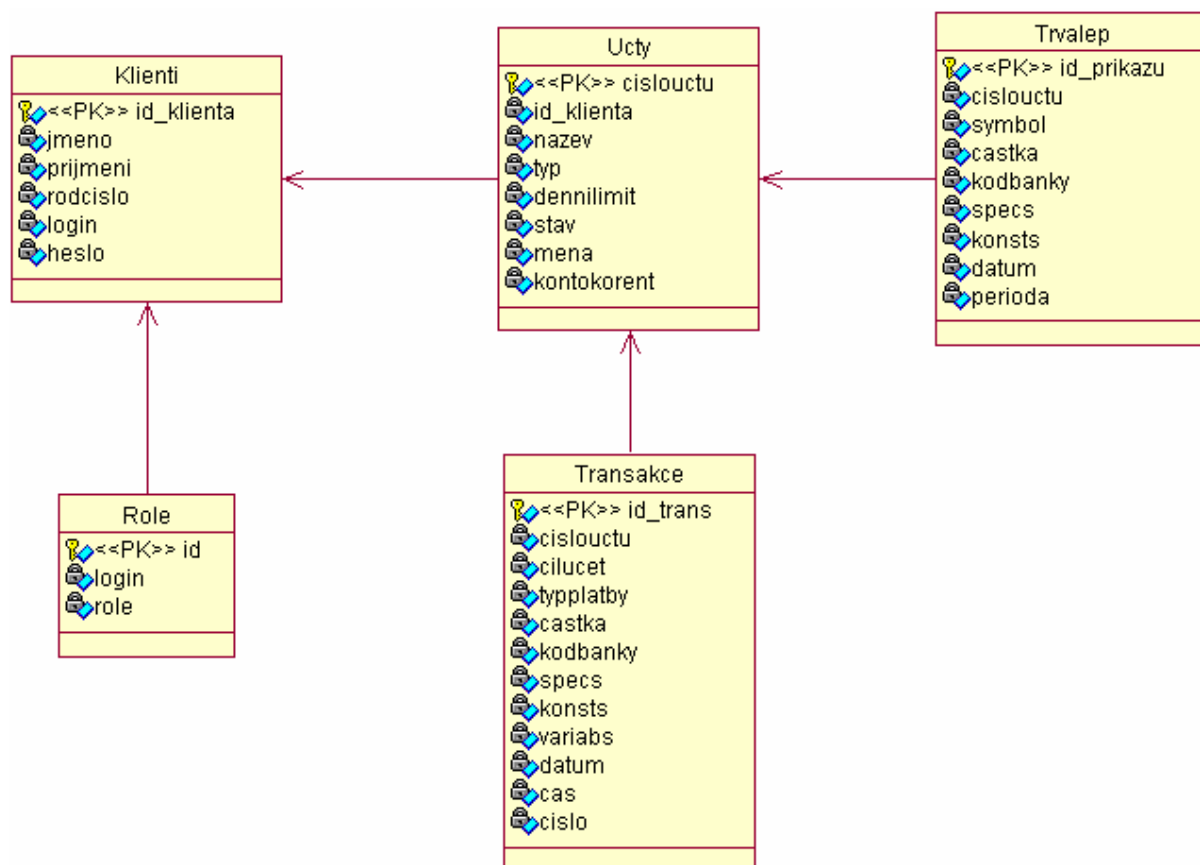 Klienti
<<PK>> id_klienta
jmeno
prijmeni
rodcislo
login
heslo
Ucty
<<PK>> cislouctu
id_klienta
nazev
typ
dennilimit
stav
mena
kontokorent
Trvalep
<<PK>> id_prikazu
cislouctu
symbol
castka
kodbanky
specs
konsts
datum
perioda
Role
<<PK>> id
login
role
Transakce
<<PK>> id_trans
cislouctu
cilucet
typplatby
castka
kodbanky
specs
konsts
variabs
datum
cas
cislo